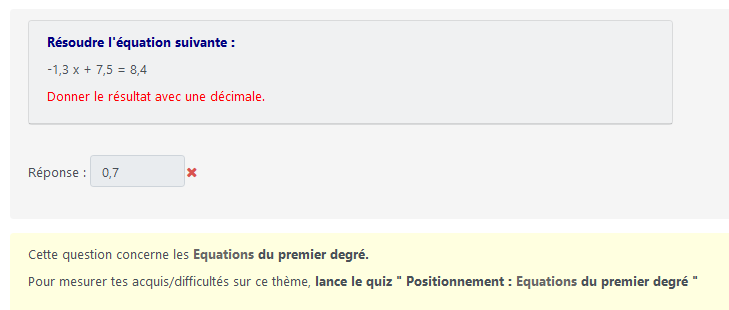 Résoudre l'équation suivante :
-1,3 x + 7,5 = 8,4
Donner le résultat avec une décimale.
Réponse : 0,7
Cette question concerne les Equations du premier degré.
Pour mesurer tes acquis/difficultés sur ce thème, lance le quiz " Positionnement : Equations du premier degré "